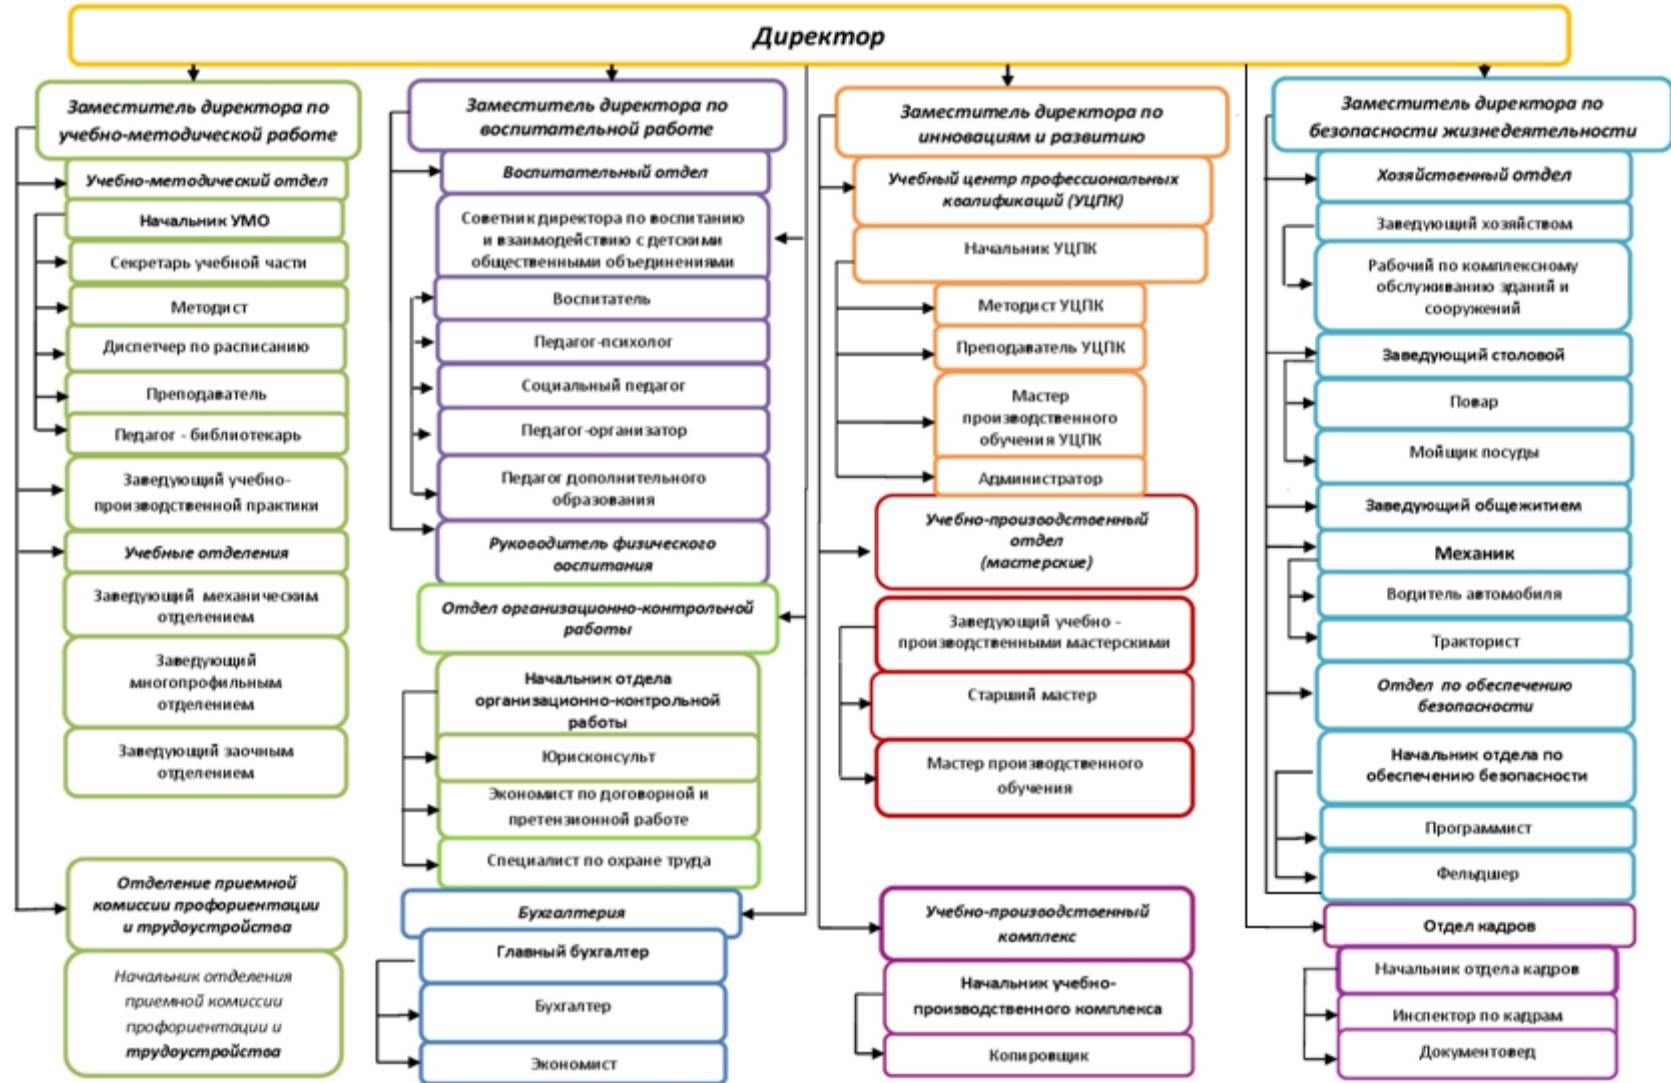 Директор
Заместитель директора по
учебно-методической работе
Учебно-методический отдел
Начальник УМО
Секретарь учебной части
Методист
Диспетчер по расписанию
Преподаватель
Педагог - библиотекарь
Заведующий учебно-
производственной практики
Учебные отделения
Заведующий механическим
отделением
Заведующий
многопрофильным
отделением
Заведующий заочным
отделением
Отделение приемной
комиссии профориентации
и трудоустройства
Начальник отделения
приемной комиссии
профориентации и
трудоустройства
Заместитель директора по
воспитательной работе
Воспитательный отдел
Советник директора по воспитанию
и взаимодействию с детскими
общественными объединениями
Воспитатель
Педагог-психолог
Социальный педагог
Педагог-организатор
Педагог дополнительного
образования
Руководитель физического
воспитания
Отдел организационно-контрольной
работы
Начальник отдела
организационно-контрольной
работы
Юрисконсульт
Экономист по договорной и
претензионной работе
Специалист по охране труда
Бухгалтерия
Главный бухгалтер
Бухгалтер
Экономист
Заместитель директора по
инновациям и развитию
Учебный центр профессиональных
квалификаций (УЦПК)
Начальник УЦПК
Методист УЦПК
Преподаватель УЦПК
Мастер
производственного
обучения УЦПК
Администратор
Учебно-производственный
отдел
(мастерские)
Заведующий учебно -
производственными мастерскими
Старший мастер
Мастер производственного
обучения
Учебно-производственный
комплекс
Начальник учебно-
производственного комплекса
Копировщик
Заместитель директора по
безопасности жизнедеятельности
Хозяйственный отдел
Заведующий хозяйством
Рабочий по комплексному
обслуживанию зданий и
сооружений
Заведующий столовой
Повар
Мойщик посуды
Заведующий общежитием
Механик
Водитель автомобиля
Тракторист
Отдел по обеспечению
безопасности
Начальник отдела по
обеспечению безопасности
Программист
Фельдшер
Отдел кадров
Начальник отдела кадров
Инспектор по кадрам
Документовед